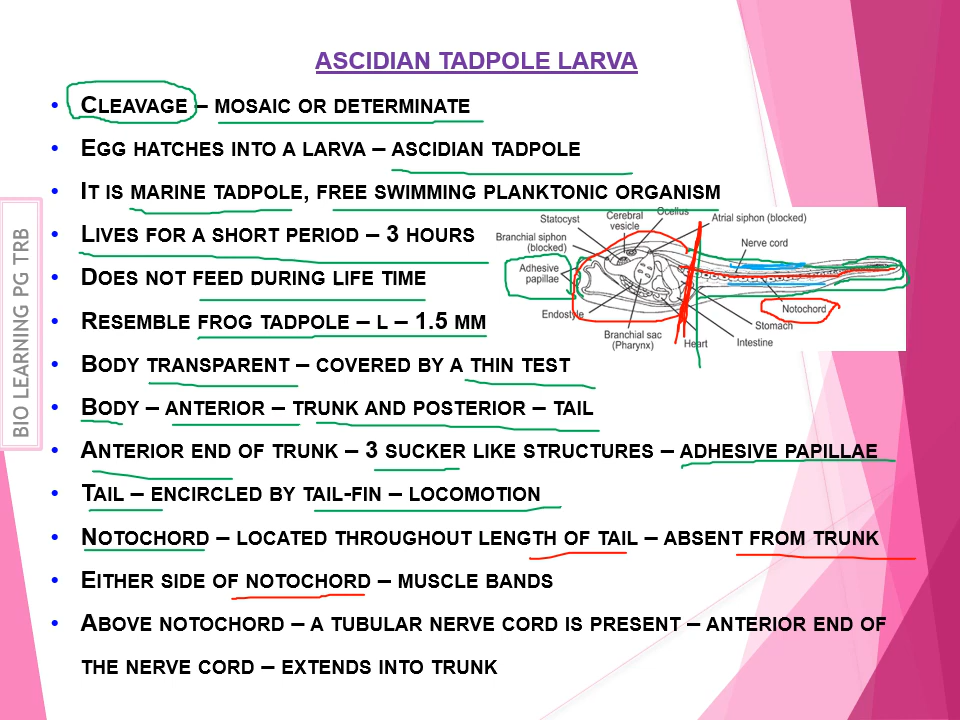 ASCIDIAN TADPOLE LARVA
• CLEAVAGE – MOSAIC OR DETERMINATE
• EGG HATCHES INTO A LARVA – ASCIDIAN TADPOLE
• IT IS MARINE TADPOLE, FREE SWIMMING PLANKTONIC ORGANISM
• LIVES FOR A SHORT PERIOD – 3 HOURS
• DOES NOT FEED DURING LIFE TIME
• RESEMBLE FROG TADPOLE – L – 1.5 MM
• BODY TRANSPARENT – COVERED BY A THIN TEST
• BODY – ANTERIOR – TRUNK AND POSTERIOR – TAIL
• ANTERIOR END OF TRUNK – 3 SUCKER LIKE STRUCTURES – ADHESIVE PAPILLAE
• TAIL – ENCIRCLED BY TAIL-FIN – LOCOMOTION
• NOTOCHORD – LOCATED THROUGHOUT LENGTH OF TAIL – ABSENT FROM TRUNK
• EITHER SIDE OF NOTOCHORD – MUSCLE BANDS
• ABOVE NOTOCHORD – A TUBULAR NERVE CORD IS PRESENT – ANTERIOR END OF
THE NERVE CORD – EXTENDS INTO TRUNK
Statocyst
Cerebral
vesicle
Ocellus
Atrial siphon (blocked)
Branchial siphon
(blocked)
Nerve cord
Adhesive
papillae
Notochord
Endostyle
Stomach
Branchial sac
(Pharynx)
Heart
Intestine
BIO LEARNING PG TRB